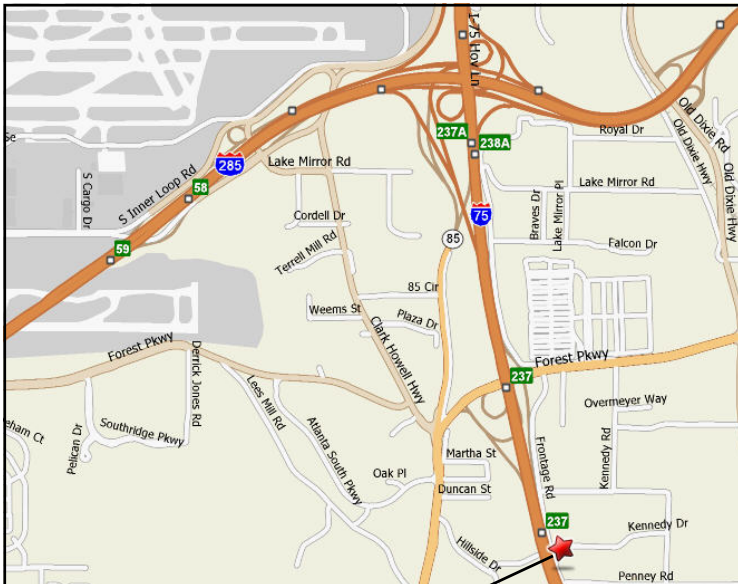 I-75 Hov Ln
Old Dixie Rd
237A
238A
Royal Dr
Old Dixie Hwy
Old Dixie Hwy
Se
285
Lake Mirror Rd
S Inner Loop Rd
58
S Cargo Dr
Lake Mirror Rd
Braves Dr
Lake Mirror Pl
Cordell Dr
75
85
59
Terrell Mill Rd
Falcon Dr
85 Cir
Weems St
Plaza Dr
Clark Howell Hwy
Forest Pkwy
Derrick Jones Rd
Forest Pkwy
237
Lees Mill Rd
Overmeyer Way
eham Ct
Pelican Dr
Southridge Pkwy
Atlanta South Pkwy
Frontage Rd
Kennedy Rd
Martha St
Oak Pl
Duncan St
237
Kennedy Dr
Hillside Dr
Penney Rd